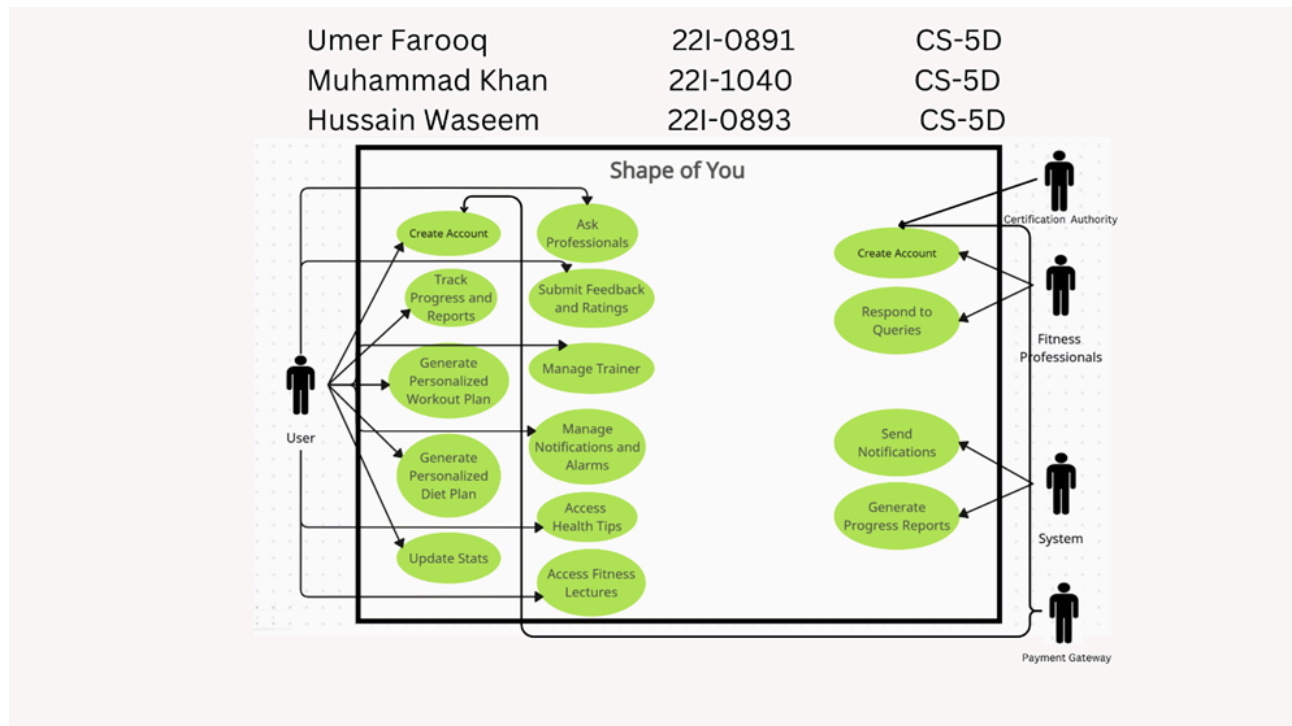 Umer Farooq 22I-0891 CS-5D
Muhammad Khan 22I-1040 CS-5D
Hussain Waseem 22I-0893 CS-5D
Shape of You
Create Account
Track
Progress and
Reports
Generate
Personalized
Workout Plan
Generate
Personalized
Diet Plan
Update Stats
Ask
Professionals
Submit Feedback
and Ratings
Manage Trainer
Manage
Notifications and
Alarms
Access
Health Tips
Access Fitness
Lectures
Create Account
Respond to
Queries
Send
Notifications
Generate
Progress Reports
User
Certification Authority
Fitness
Professionals
System
Payment Gateway